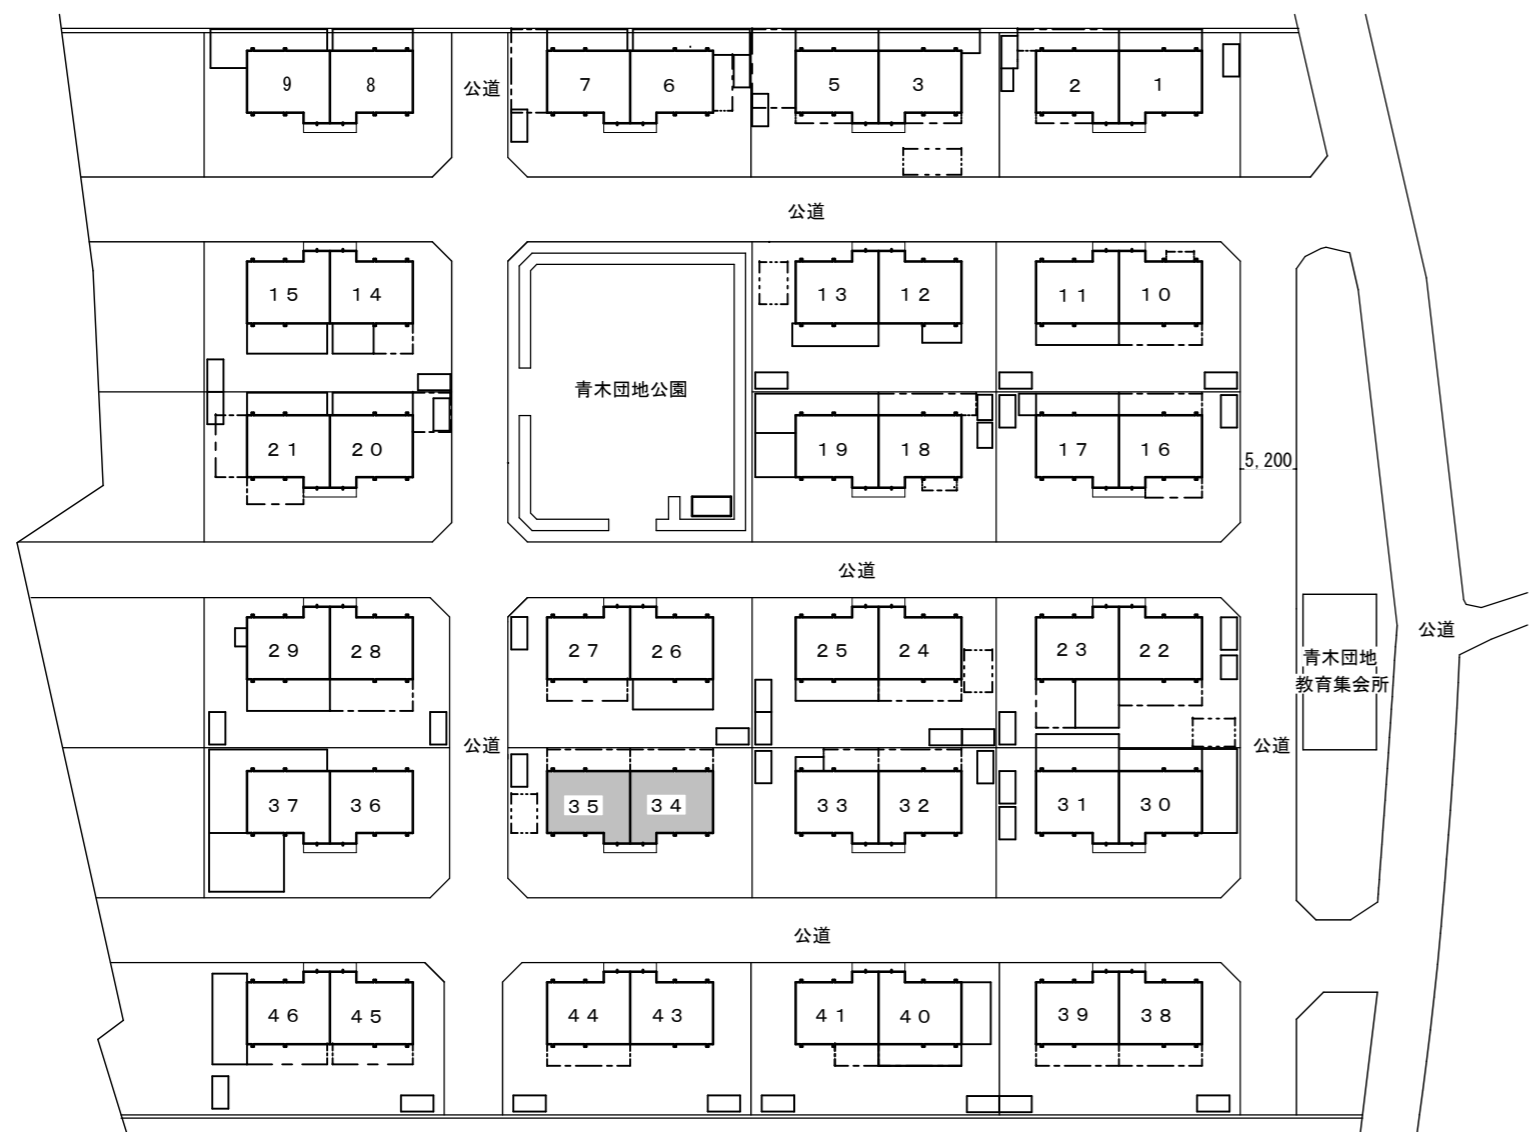 ９ ８
公道
７ ６
５ ３
２ １
公道
１５ １４
１３ １２
１１ １０
青木団地公園
２１ ２０
１９ １８
１７ １６
5,200
公道
２９ ２８
２７ ２６
２５ ２４
２３ ２２
青木団地
教育集会所
公道
公道
公道
３７ ３６
３５ ３４
３３ ３２
３１ ３０
公道
４６ ４５
４４ ４３
４１ ４０
３９ ３８